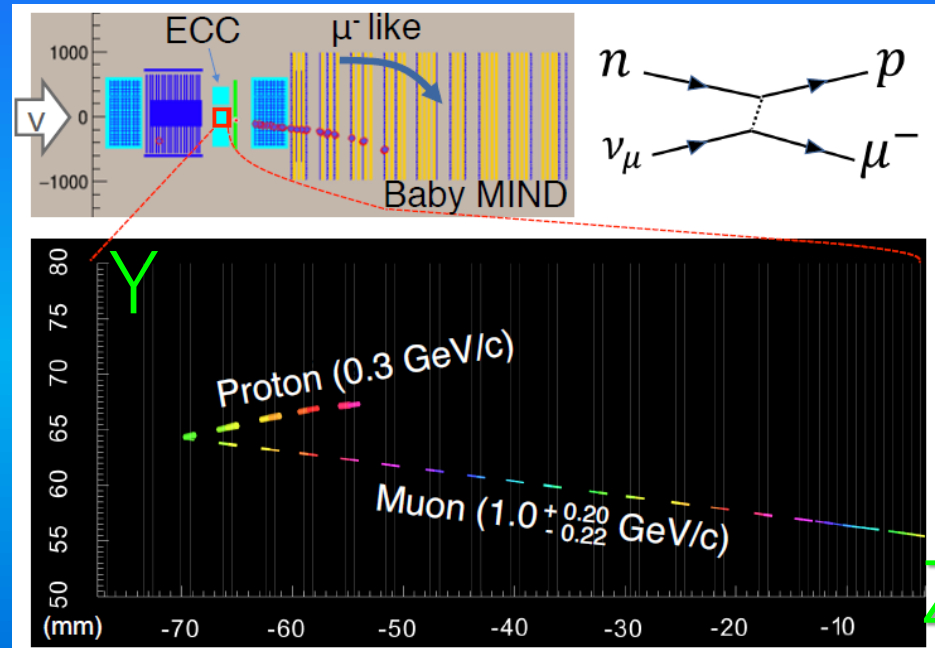 ECC
μ⁻ like
1000
0
−1000
ν
Baby MIND
n
p
ν_μ
μ⁻
Y
80
75
70
65
60
55
50
Proton (0.3 GeV/c)
Muon (1.0 + 0.20 - 0.22 GeV/c)
(mm)
-70
-60
-50
-40
-30
-20
-10